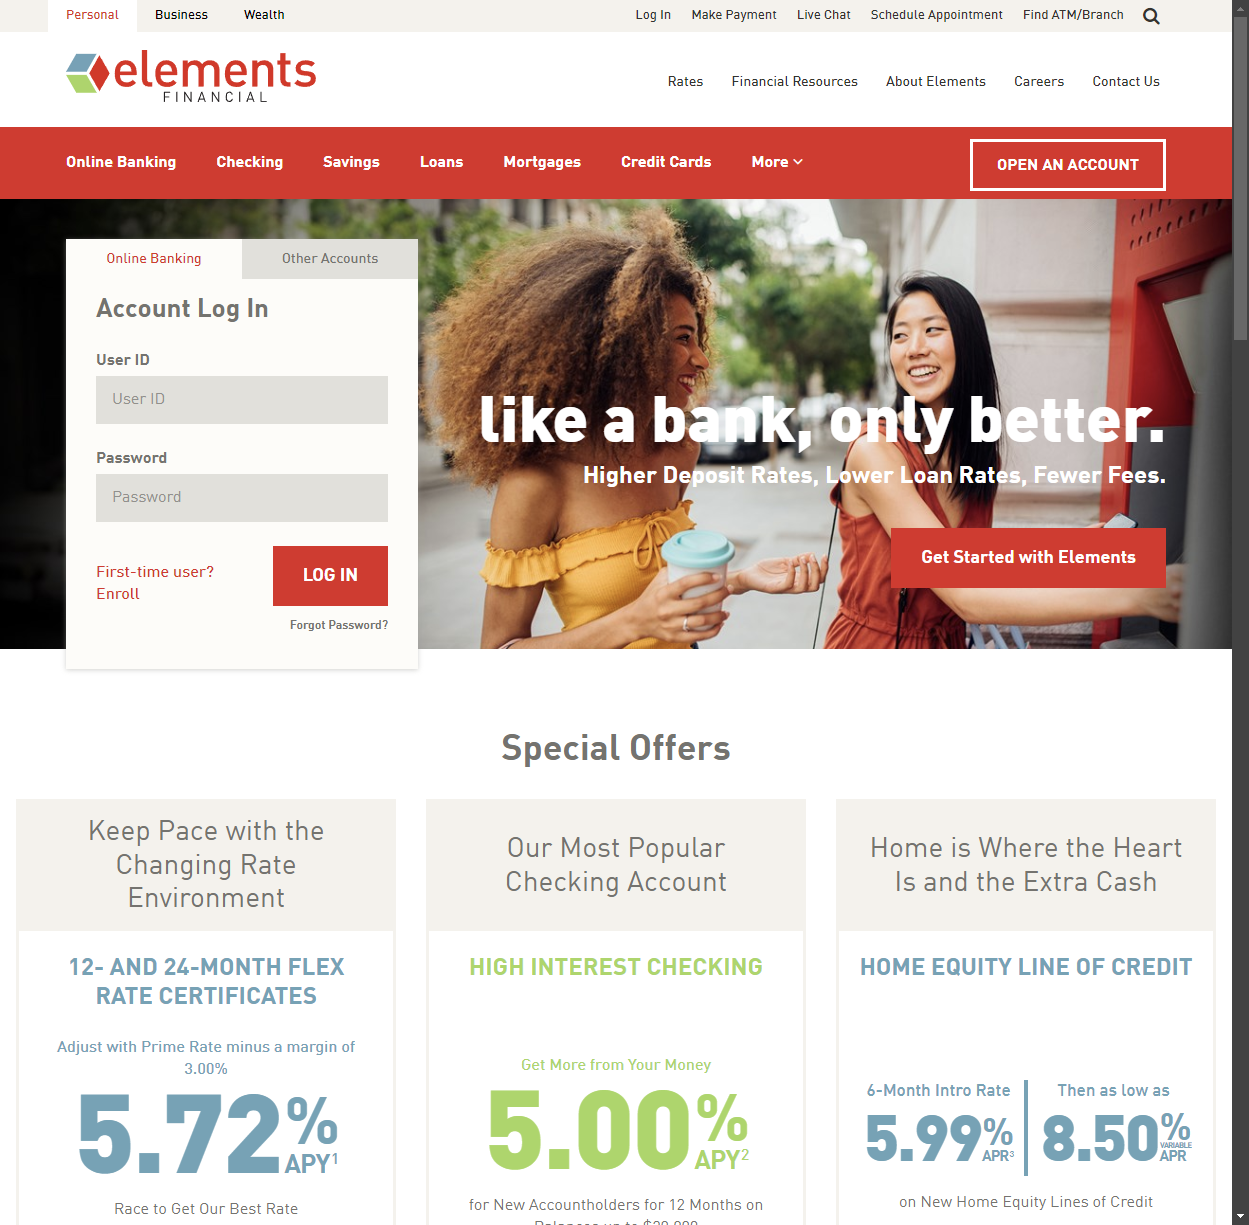 Personal
Business
Wealth
Log In
Make Payment
Live Chat
Schedule Appointment
Find ATM/Branch
elements
FINANCIAL
Rates
Financial Resources
About Elements
Careers
Contact Us
Online Banking
Checking
Savings
Loans
Mortgages
Credit Cards
More
OPEN AN ACCOUNT
Online Banking
Other Accounts
Account Log In
User ID
User ID
Password
Password
First-time user?
Enroll
LOG IN
Forgot Password?
like a bank, only better.
Higher Deposit Rates, Lower Loan Rates, Fewer Fees.
Get Started with Elements
Special Offers
Keep Pace with the
Changing Rate
Environment
12- AND 24-MONTH FLEX
RATE CERTIFICATES
Adjust with Prime Rate minus a margin of
3.00%
5.72%
APY1
Race to Get Our Best Rate
Our Most Popular
Checking Account
HIGH INTEREST CHECKING
Get More from Your Money
5.00%
APY2
for New Accountholders for 12 Months on
Home is Where the Heart
Is and the Extra Cash
HOME EQUITY LINE OF CREDIT
6-Month Intro Rate
5.99%
APR3
Then as low as
8.50%
VARIABLE
APR
on New Home Equity Lines of Credit